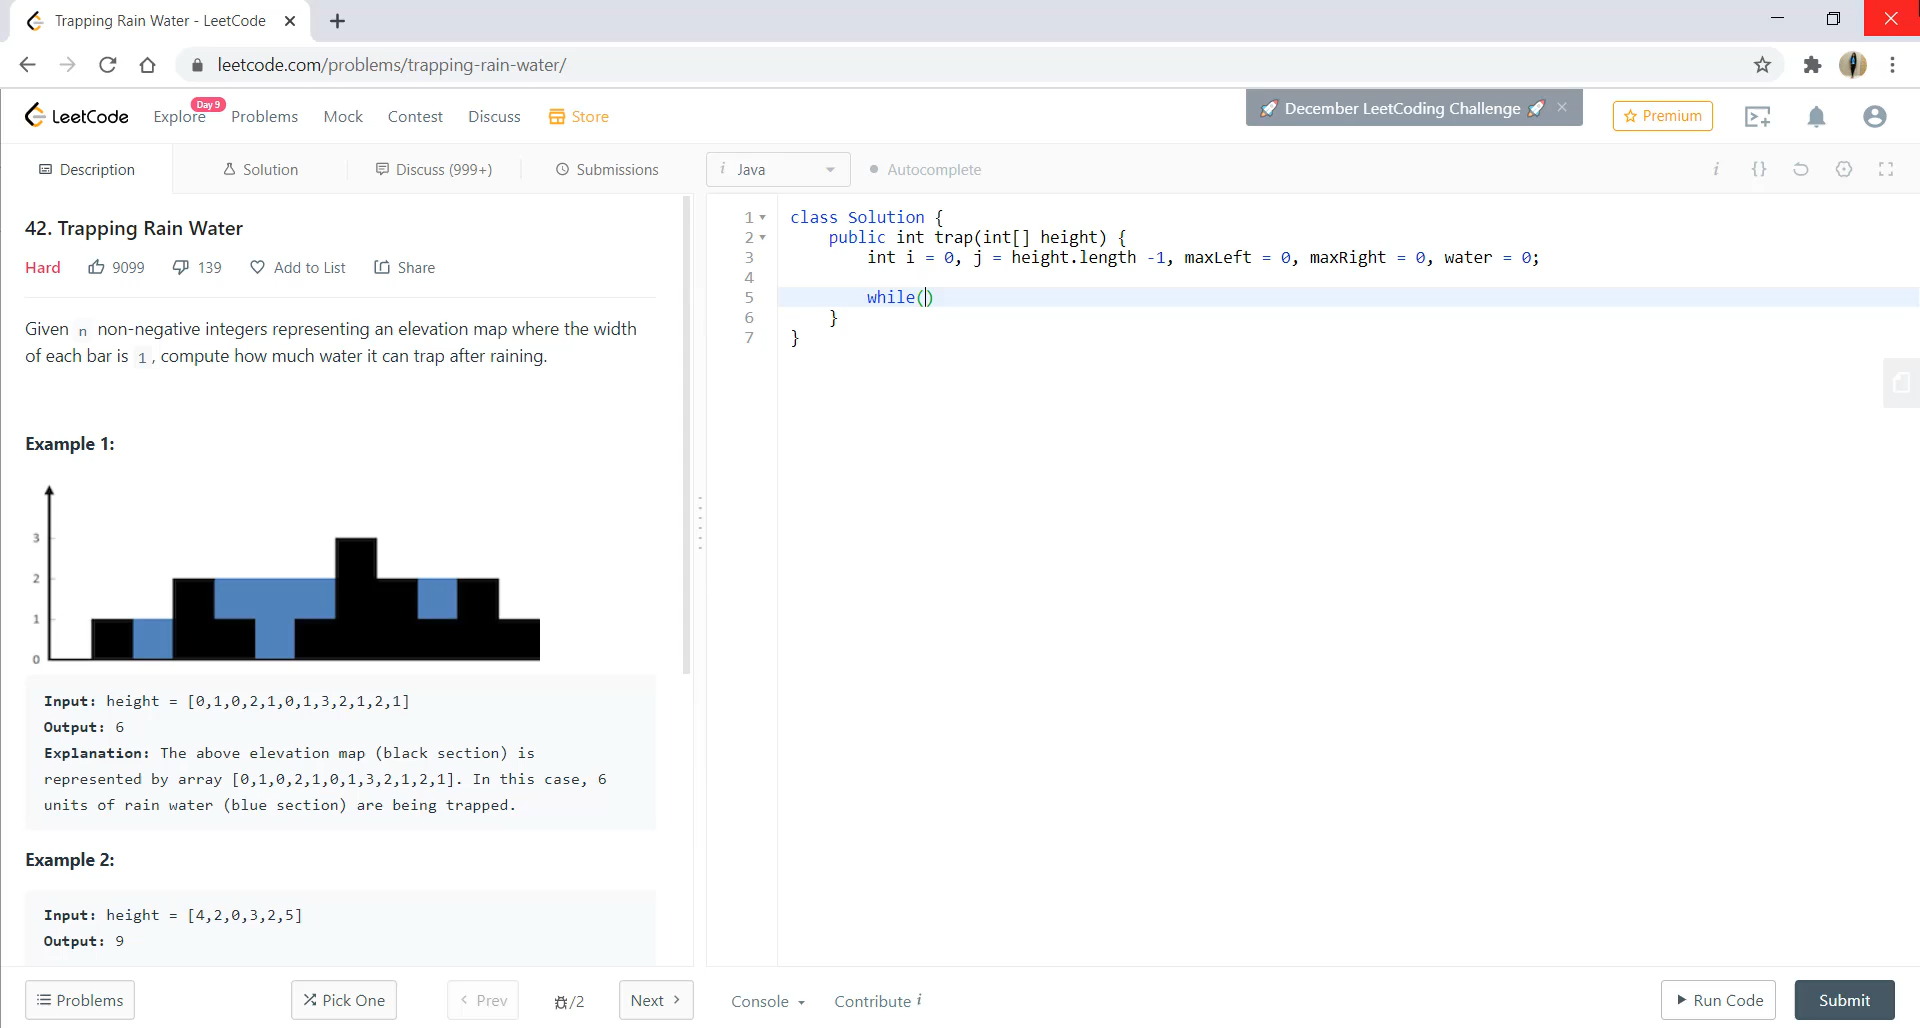 Trapping Rain Water - LeetCode
leetcode.com/problems/trapping-rain-water/
LeetCode Explore Day 9 Problems Mock Contest Discuss Store
December LeetCoding Challenge
Premium
Description Solution Discuss (999+) Submissions
i Java Autocomplete i {}
42. Trapping Rain Water
Hard 9099 139 Add to List Share
Given n non-negative integers representing an elevation map where the width
of each bar is 1, compute how much water it can trap after raining.
Example 1:
3
2
1
0
Input: height = [0,1,0,2,1,0,1,3,2,1,2,1]
Output: 6
Explanation: The above elevation map (black section) is
represented by array [0,1,0,2,1,0,1,3,2,1,2,1]. In this case, 6
units of rain water (blue section) are being trapped.
Example 2:
Input: height = [4,2,0,3,2,5]
Output: 9
1 class Solution {
2 public int trap(int[] height) {
3 int i = 0, j = height.length -1, maxLeft = 0, maxRight = 0, water = 0;
4
5 while()
6 }
7 }
Problems Pick One Prev /2 Next Console Contribute i Run Code Submit